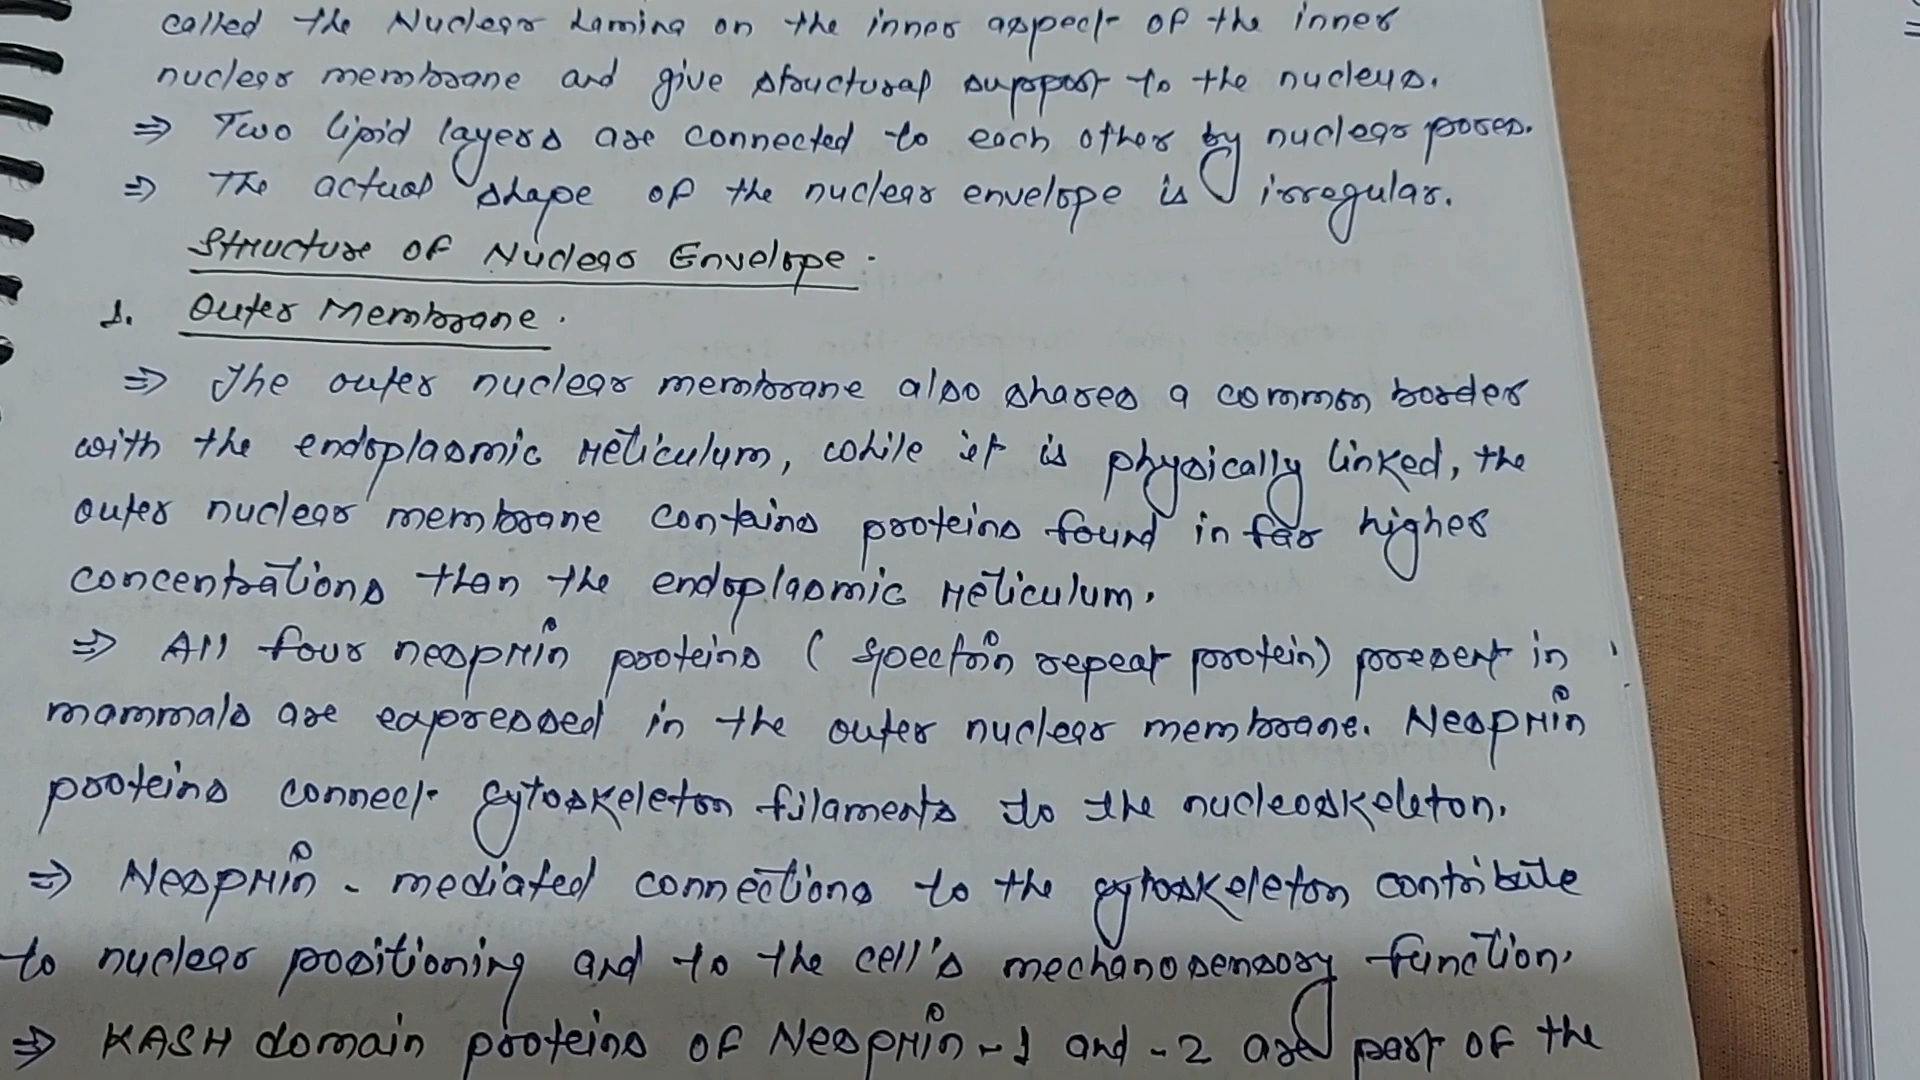 called the Nuclear Lamina on the inner aspect of the inner
nuclear membrane and give structural support to the nucleus.
⇒ Two lipid layers are connected to each other by nuclear pores.
⇒ The actual shape of the nuclear envelope is irregular.
Structure of Nuclear Envelope.
1. Outer Membrane.
⇒ The outer nuclear membrane also shares a common border
with the endoplasmic reticulum, while it is physically linked, the
outer nuclear membrane contains proteins found in far higher
concentrations than the endoplasmic reticulum.
⇒ All four nesprin proteins (spectrin repeat protein) present in
mammals are expressed in the outer nuclear membrane. Nesprin
proteins connect cytoskeleton filaments to the nucleoskeleton.
⇒ Nesprin - mediated connections to the cytoskeleton contribute
to nuclear positioning and to the cell's mechanosensory function.
⇒ KASH domain proteins of Nesprin -1 and -2 are part of the